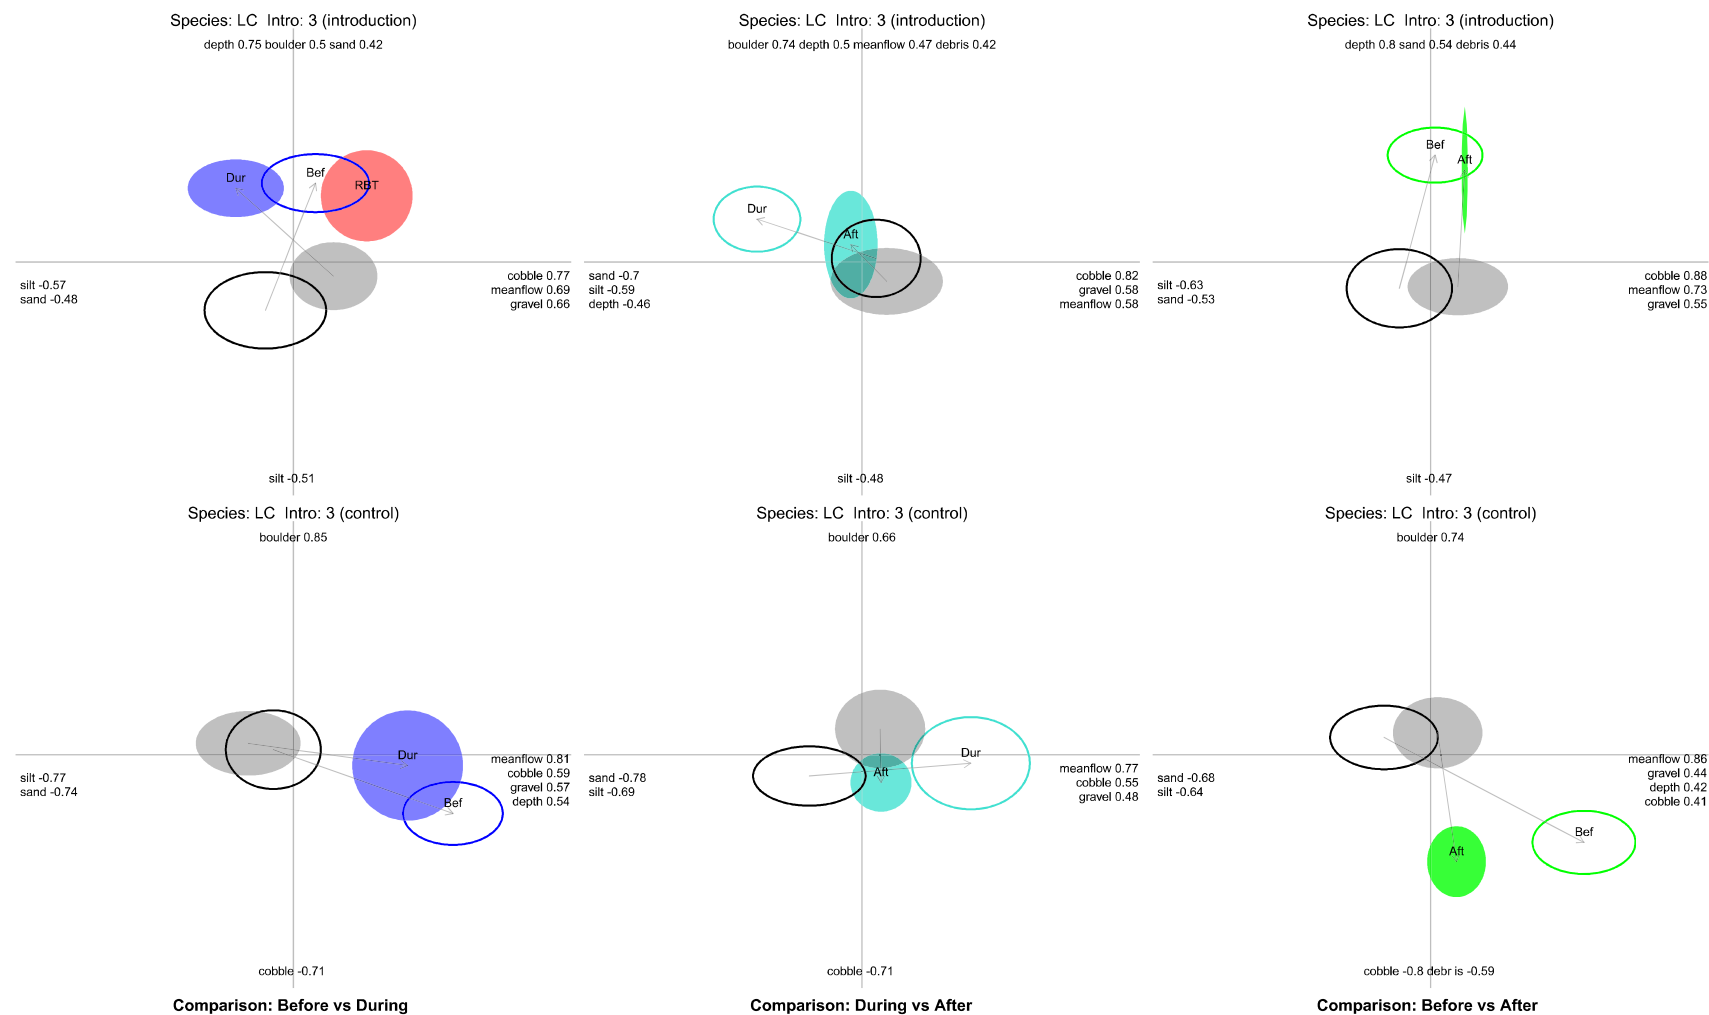 Species: LC  Intro: 3 (introduction)
depth 0.75 boulder 0.5 sand 0.42
Dur
Bef
RBT
silt -0.57
sand -0.48
cobble 0.77
meanflow 0.69
gravel 0.66
silt -0.51
Species: LC  Intro: 3 (introduction)
boulder 0.74 depth 0.5 meanflow 0.47 debris 0.42
Dur
Aft
sand -0.7
silt -0.59
depth -0.46
cobble 0.82
gravel 0.58
meanflow 0.58
silt -0.48
Species: LC  Intro: 3 (introduction)
depth 0.8 sand 0.54 debris 0.44
Bef
Aft
silt -0.63
sand -0.53
cobble 0.88
meanflow 0.73
gravel 0.55
silt -0.47
Species: LC  Intro: 3 (control)
boulder 0.85
Dur
Bef
silt -0.77
sand -0.74
meanflow 0.81
cobble 0.59
gravel 0.57
depth 0.54
cobble -0.71
Comparison: Before vs During
Species: LC  Intro: 3 (control)
boulder 0.66
Dur
Aft
sand -0.78
silt -0.69
meanflow 0.77
cobble 0.55
gravel 0.48
cobble -0.71
Comparison: During vs After
Species: LC  Intro: 3 (control)
boulder 0.74
Bef
Aft
sand -0.68
silt -0.64
meanflow 0.86
gravel 0.44
depth 0.42
cobble 0.41
cobble -0.8 debr is -0.59
Comparison: Before vs After